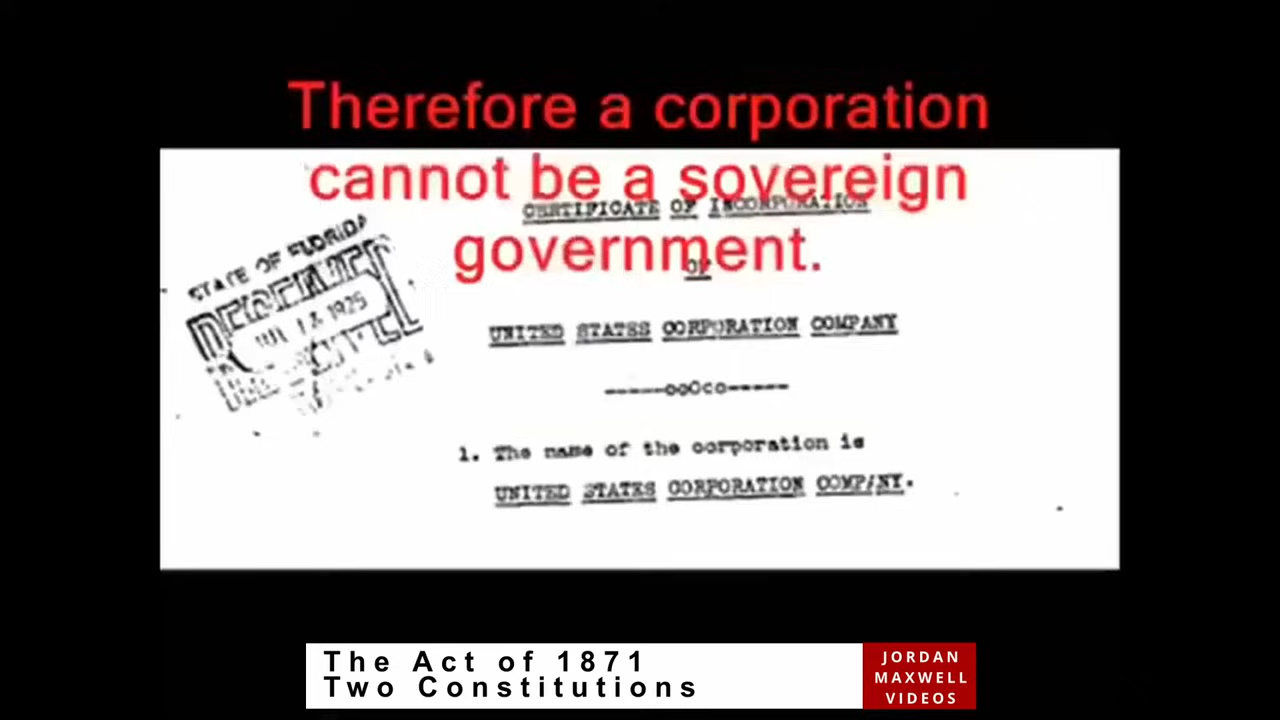 Therefore a corporation
cannot be a sovereign
CERTIFICATE OF INCORPORATION
government.
OF
STATE OF FLORIDA
UNITED STATES CORPORATION COMPANY
-----ooOoo-----
1. The name of the corporation is
UNITED STATES CORPORATION COMPANY.
The Act of 1871
Two Constitutions
JORDAN
MAXWELL
VIDEOS